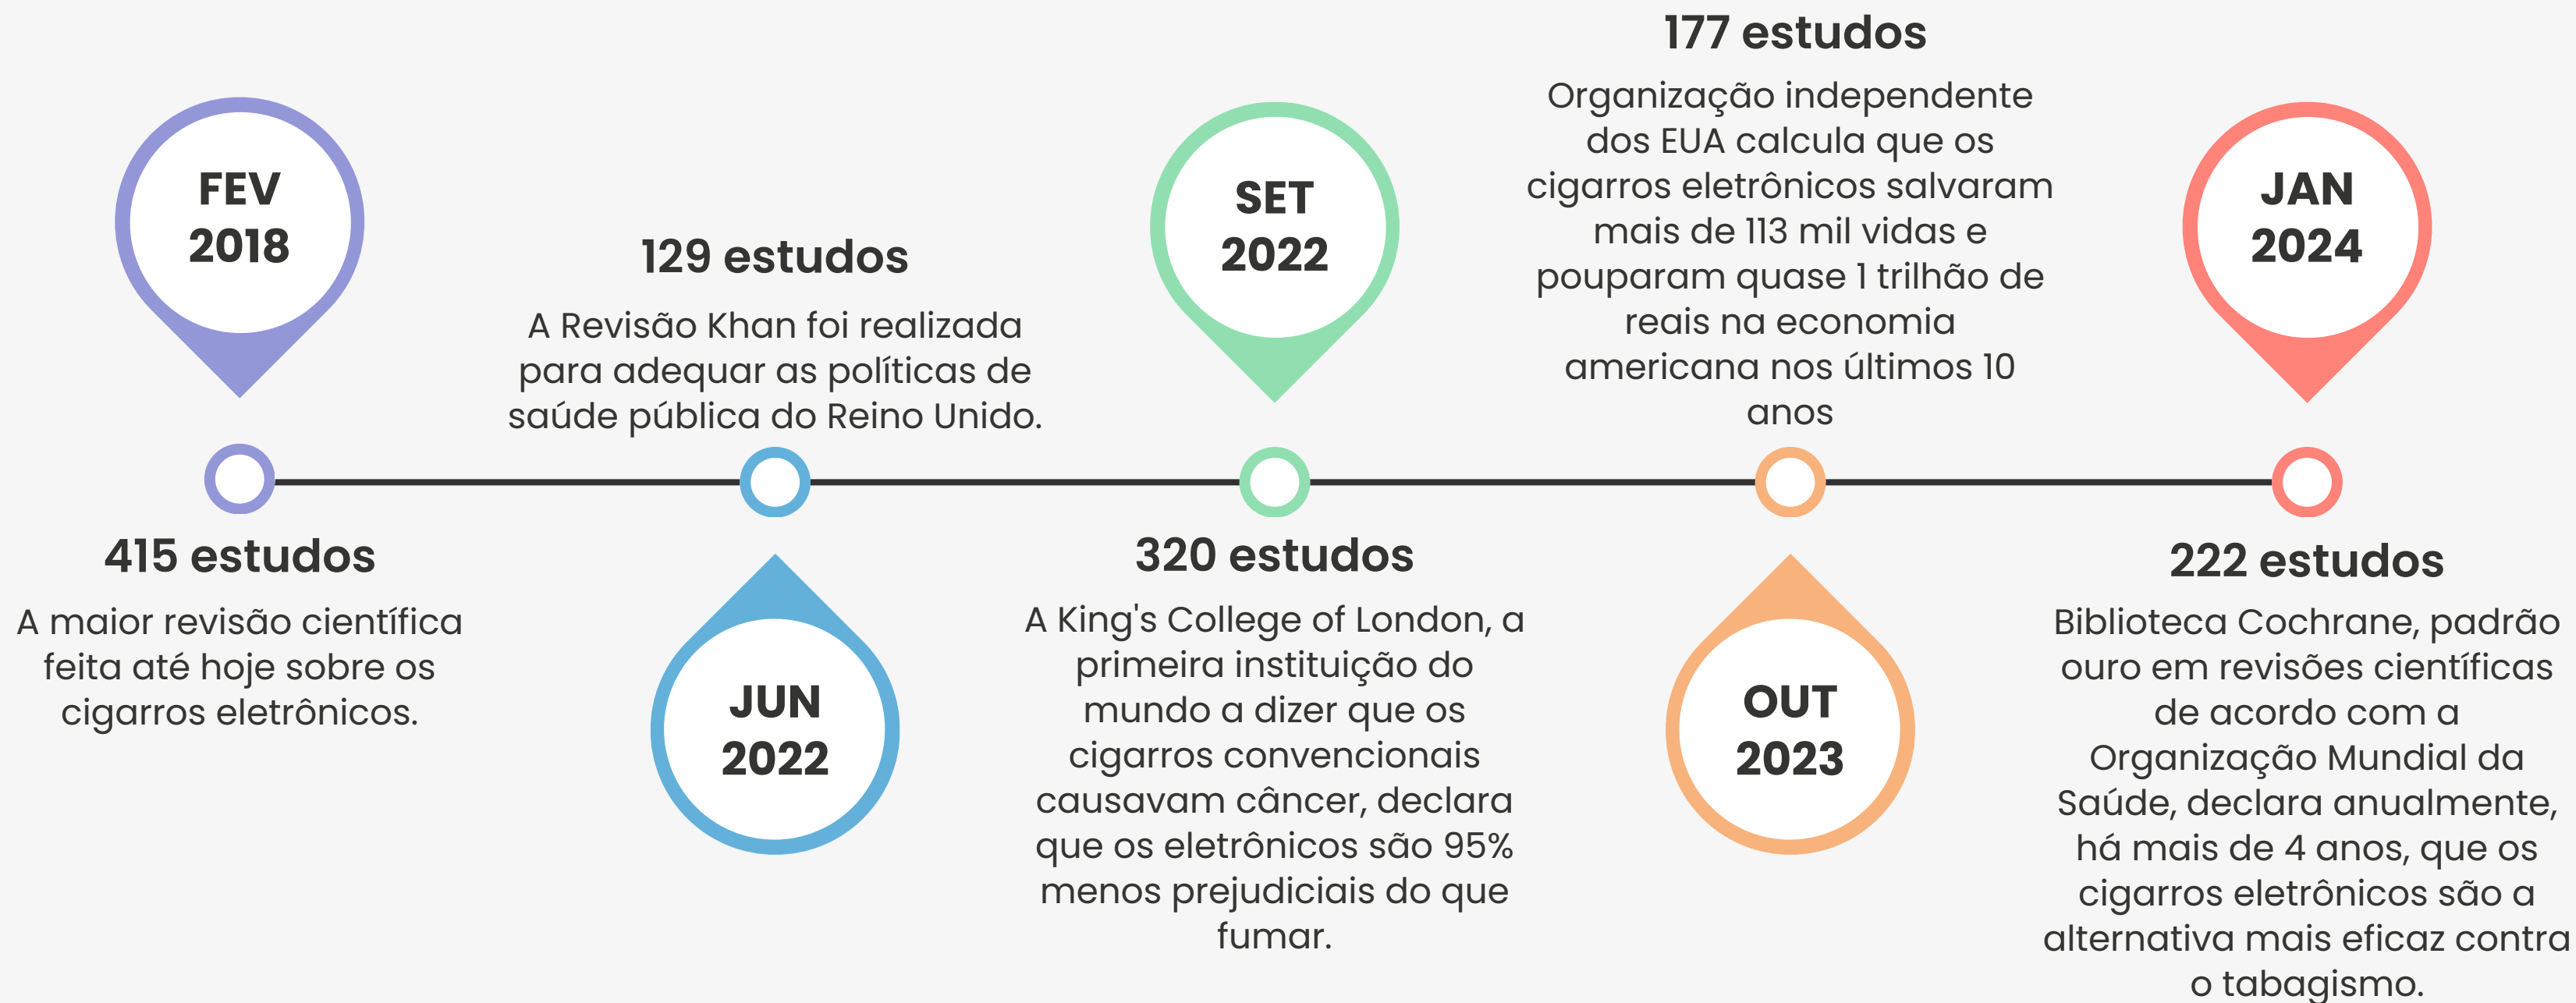 FEV
2018
415 estudos
A maior revisão científica
feita até hoje sobre os
cigarros eletrônicos.
129 estudos
A Revisão Khan foi realizada
para adequar as políticas de
saúde pública do Reino Unido.
JUN
2022
SET
2022
320 estudos
A King's College of London, a
primeira instituição do
mundo a dizer que os
cigarros convencionais
causavam câncer, declara
que os eletrônicos são 95%
menos prejudiciais do que
fumar.
177 estudos
Organização independente
dos EUA calcula que os
cigarros eletrônicos salvaram
mais de 113 mil vidas e
pouparam quase 1 trilhão de
reais na economia
americana nos últimos 10
anos
OUT
2023
JAN
2024
222 estudos
Biblioteca Cochrane, padrão
ouro em revisões científicas
de acordo com a
Organização Mundial da
Saúde, declara anualmente,
há mais de 4 anos, que os
cigarros eletrônicos são a
alternativa mais eficaz contra
o tabagismo.